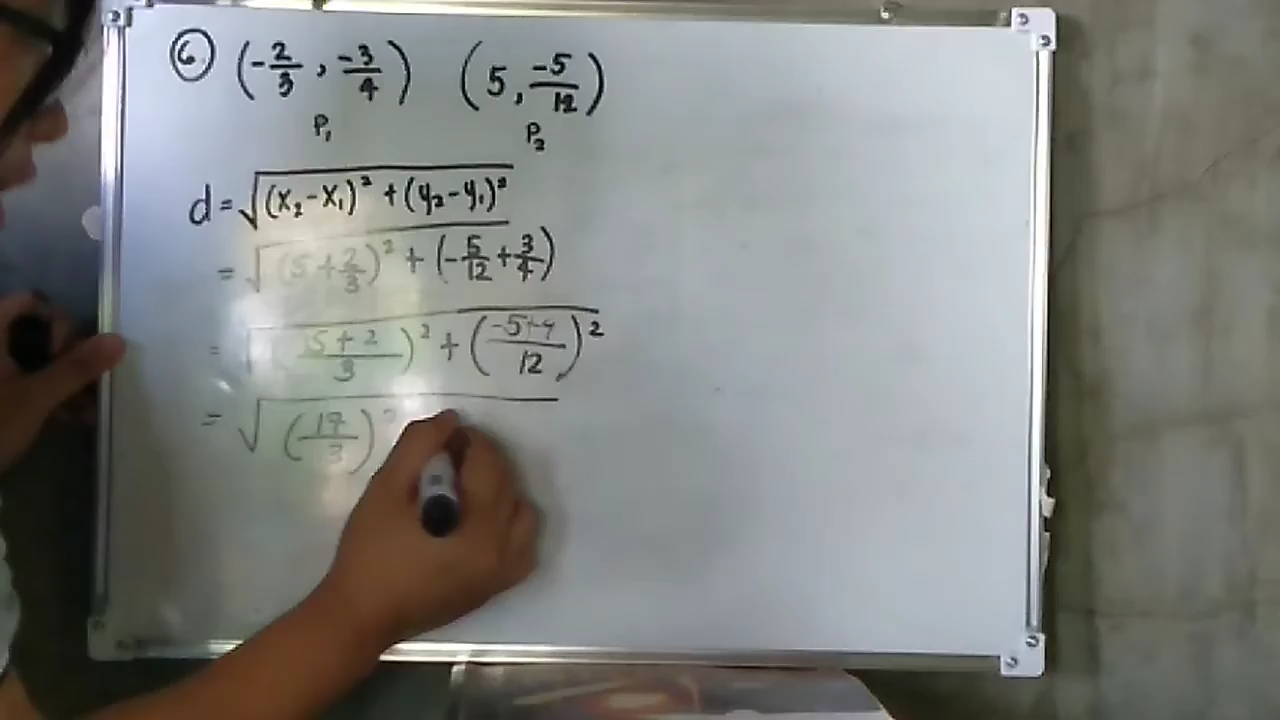 ⑥ (-2/3, -3/4) (5, -5/12)
P₁ P₂
d = √((x₂-x₁)² + (y₂-y₁)²
= √((5+2/3)² + (-5/12+3/4)
= √((15+2/3)² + (-5+9/12)²
= √((17/3)²